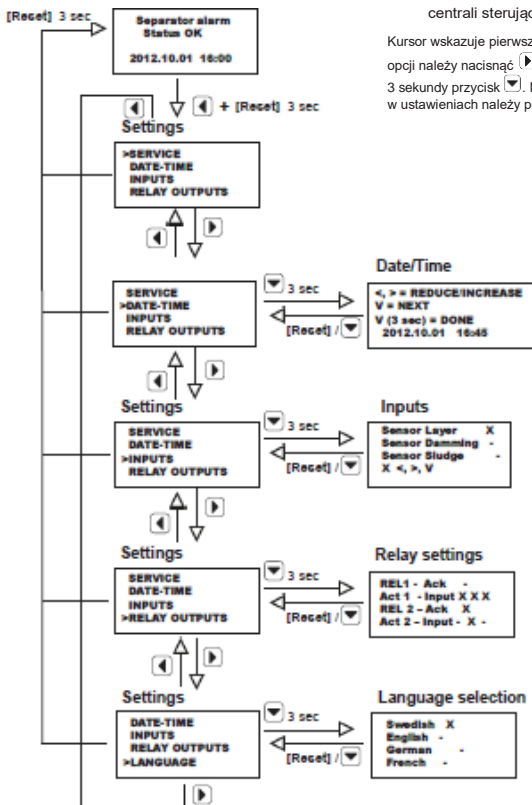 [Reset] 3 sec
Separator alarm
Status OK
2012.10.01 16:00
centrali sterując
Kursor wskazuje pierwsz
opcji należy nacisnąć
3 sekundy przycisk
w ustawieniach należy p
+ [Reset] 3 sec
Settings
>SERVICE
DATE-TIME
INPUTS
RELAY OUTPUTS
SERVICE
>DATE-TIME
INPUTS
RELAY OUTPUTS
3 sec
[Reset] /
Date/Time
<, > = REDUCE/INCREASE
V = NEXT
V (3 sec) = DONE
2012.10.01 16:45
Settings
SERVICE
DATE-TIME
>INPUTS
RELAY OUTPUTS
3 sec
[Reset] /
Inputs
Sensor Layer X
Sensor Damming -
Sensor Sludge -
X <, >, V
Settings
SERVICE
DATE-TIME
INPUTS
>RELAY OUTPUTS
3 sec
[Reset] /
Relay settings
REL1 - Ack -
Act 1 - Input X X X
REL 2 – Ack X
Act 2 – Input - X -
Settings
DATE-TIME
INPUTS
RELAY OUTPUTS
>LANGUAGE
3 sec
[Reset] /
Language selection
Swedish X
English -
German -
French -